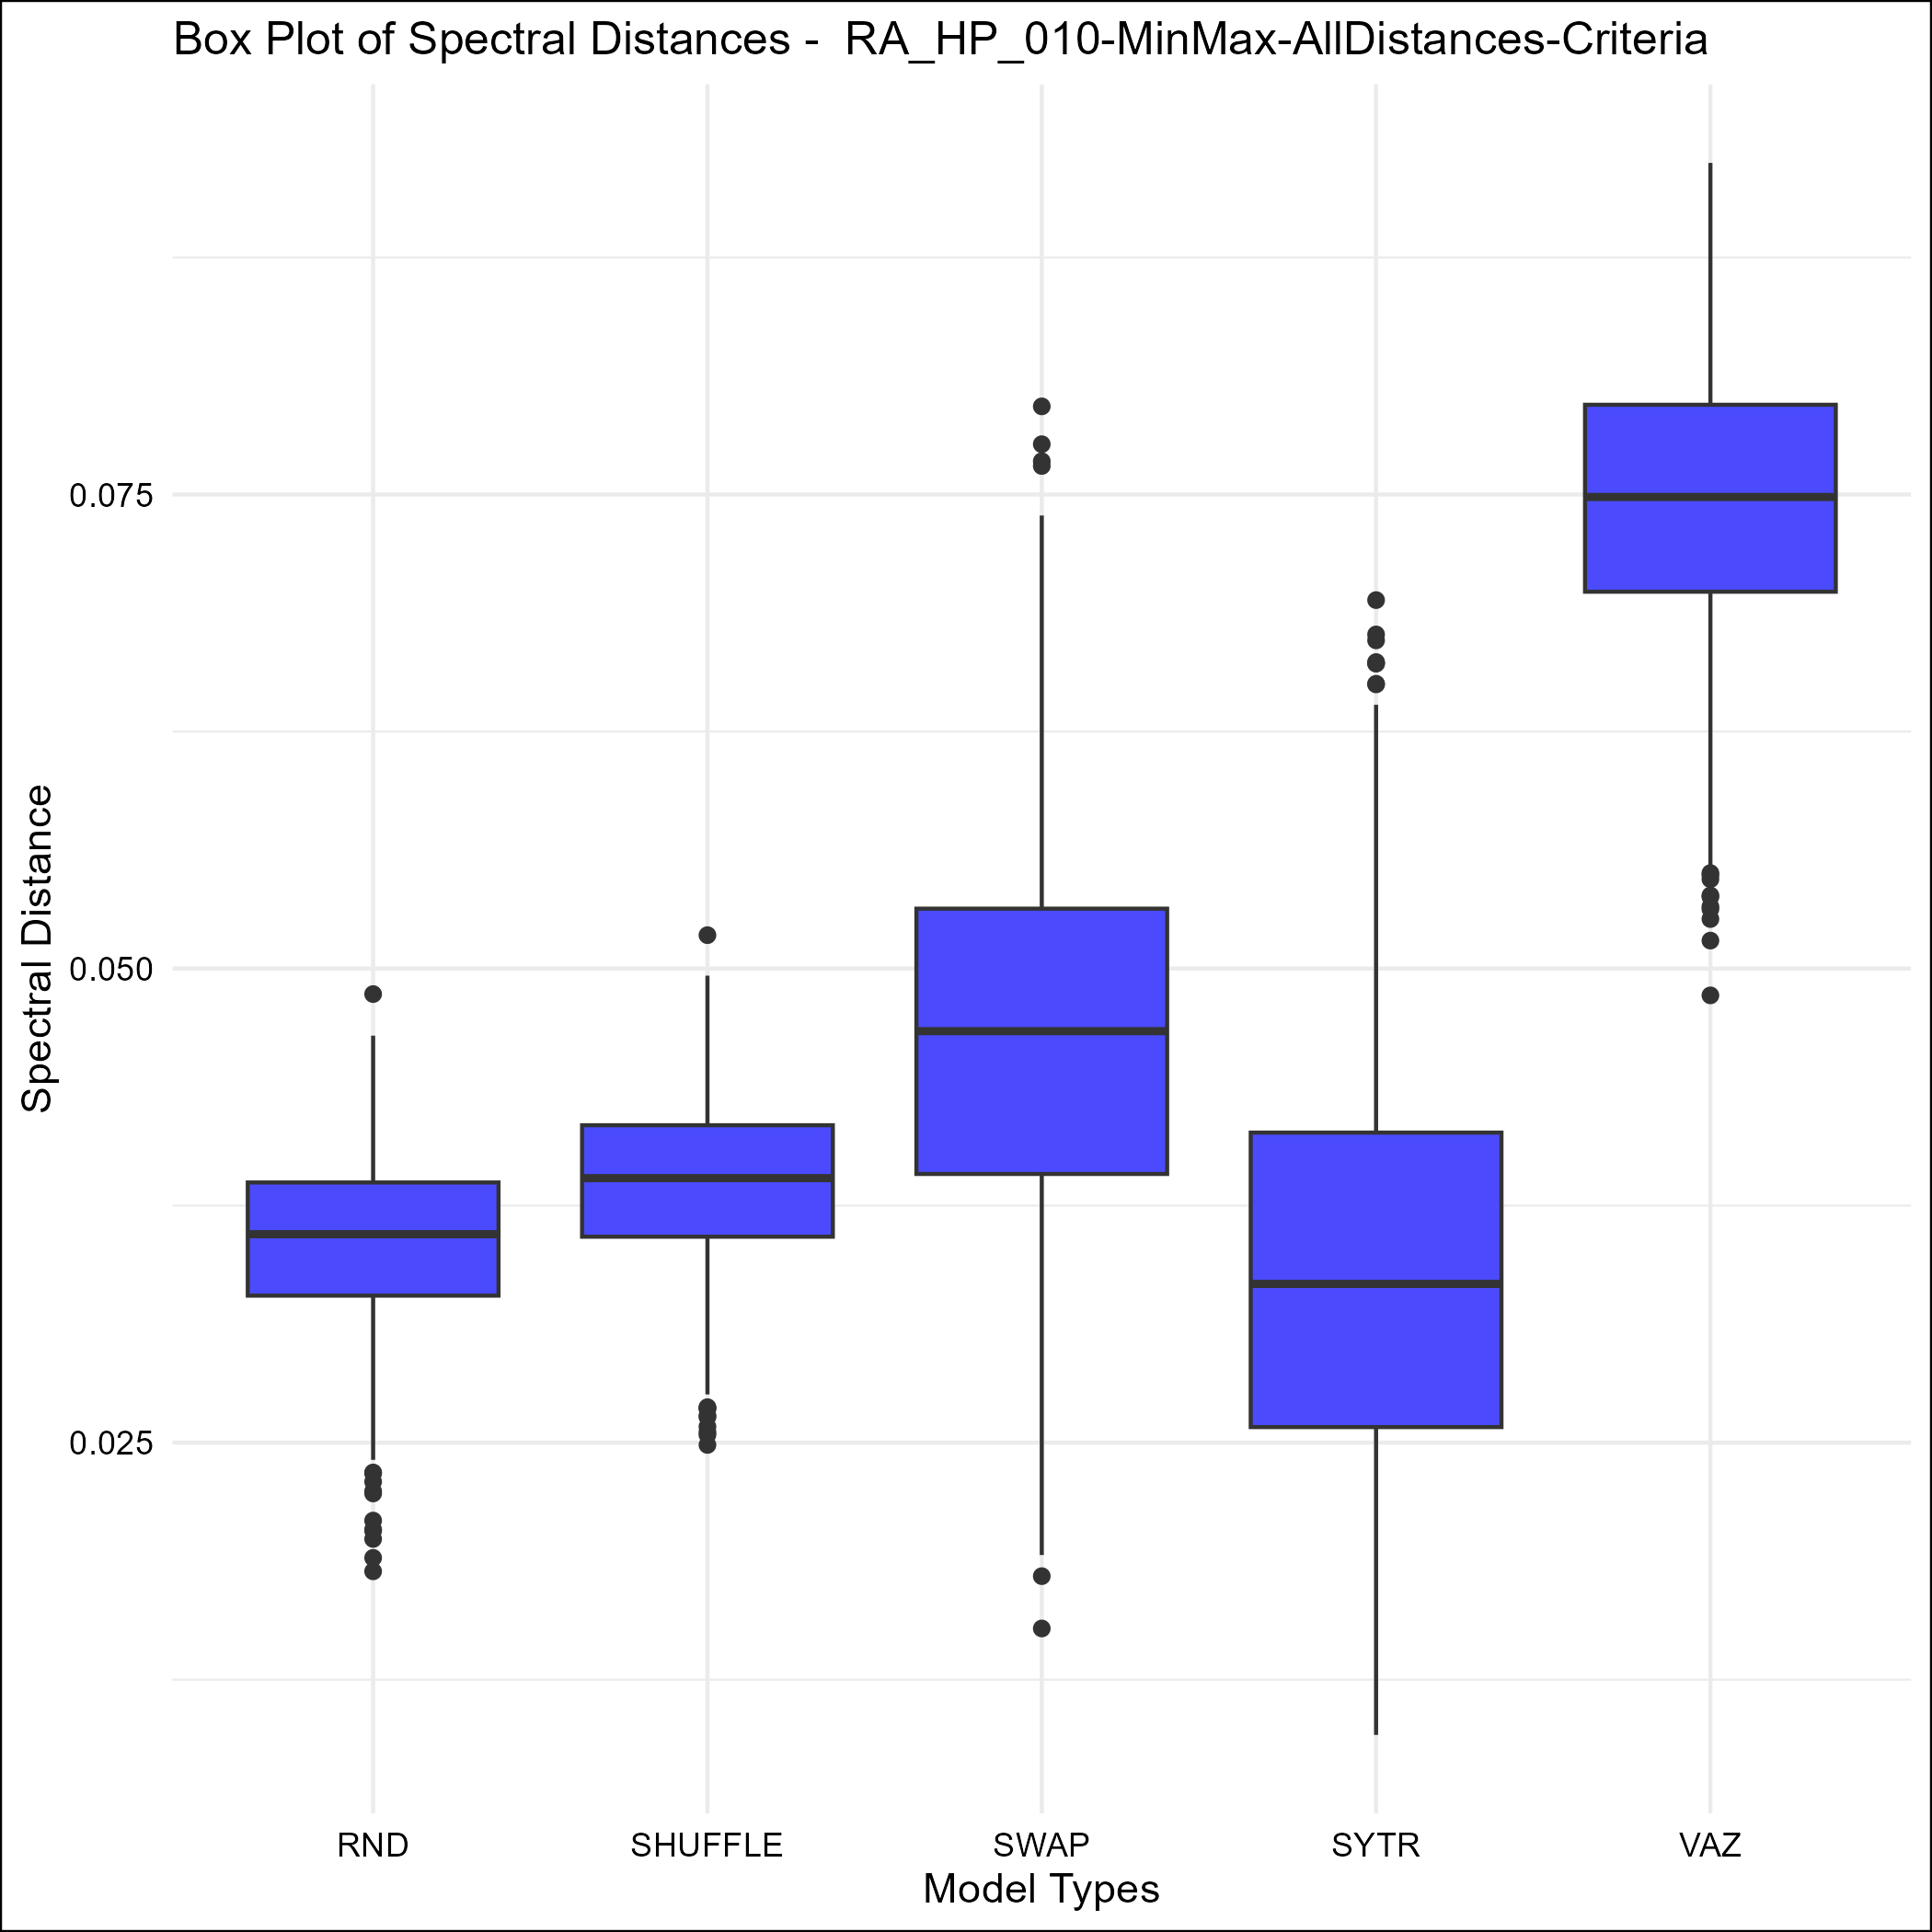 Box Plot of Spectral Distances -  RA_HP_010-MinMax-AllDistances-Criteria
Spectral Distance
0.075
0.050
0.025
RND SHUFFLE SWAP SYTR VAZ
Model Types